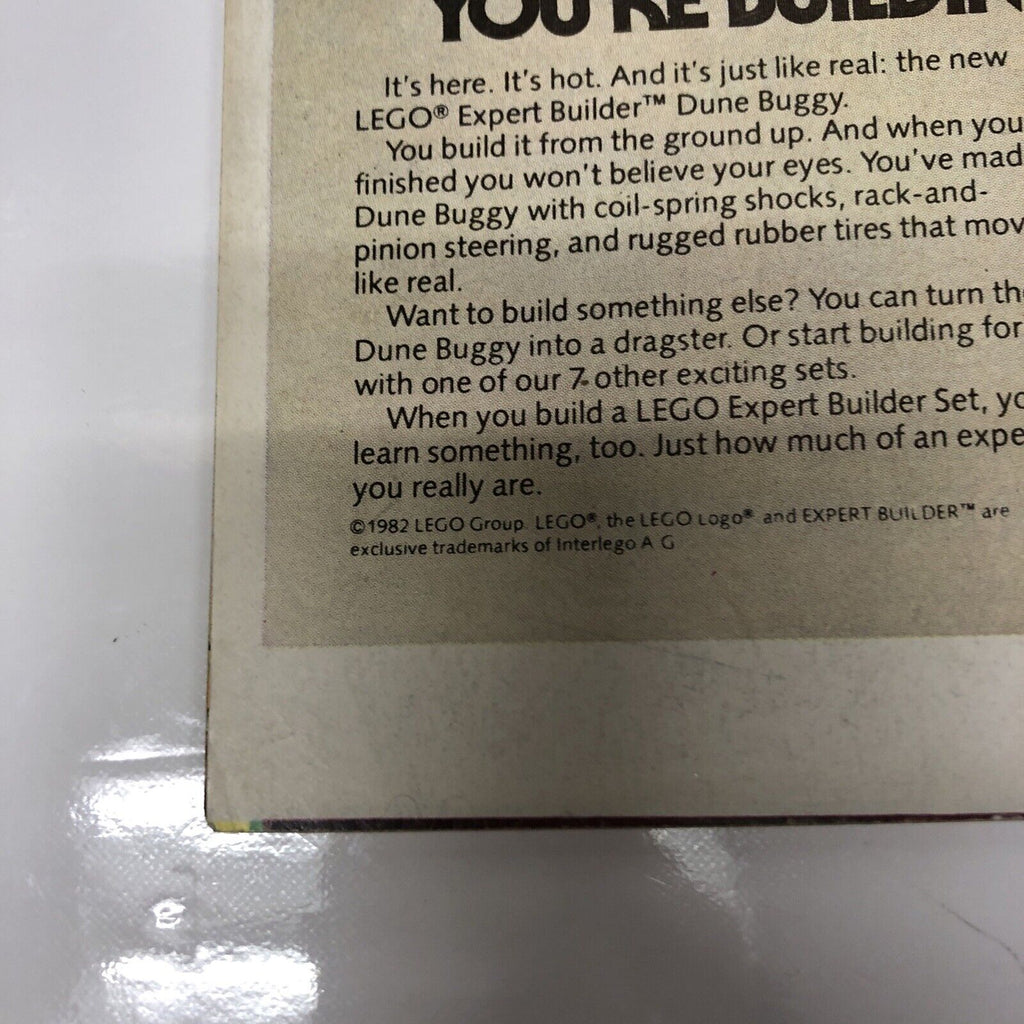 YOU'RE BUILDIN
It's here. It's hot. And it's just like real: the new
LEGO® Expert Builder™ Dune Buggy.
You build it from the ground up. And when you
finished you won't believe your eyes. You've mad
Dune Buggy with coil-spring shocks, rack-and-
pinion steering, and rugged rubber tires that mov
like real.
Want to build something else? You can turn th
Dune Buggy into a dragster. Or start building for
with one of our 7 other exciting sets.
When you build a LEGO Expert Builder Set, yo
learn something, too. Just how much of an expe
you really are.
©1982 LEGO Group. LEGO®, the LEGO Logo® and EXPERT BUILDER™ are
exclusive trademarks of Interlego A G